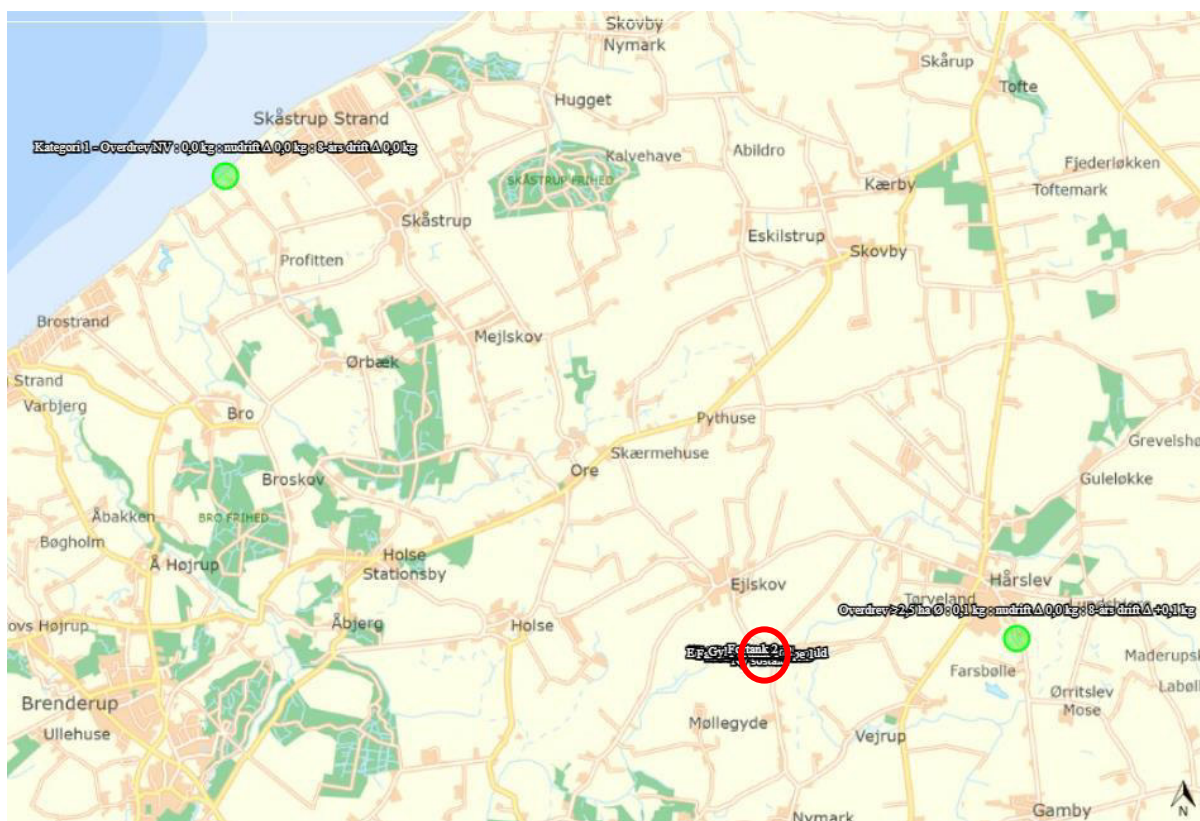 Skovby
Nymark
Skårup
Tofte
Hugget
Skåstrup Strand
Kategori 1 - Overdrev NV : 0,0 kg : nudrift Δ 0,0 kg : 8-års drift Δ 0,0 kg
Kalvehave
Abildro
Fjederløkken
SKÅSTRUP FRIHED
Kærby
Toftemark
Skåstrup
Eskilstrup
Skovby
Profitten
Brostrand
Mejlskov
Ørbæk
Strand
Varbjerg
Bro
Pythuse
Grevelshø
Skærmehuse
Ore
Broskov
Guleløkke
Åbakken
BRO FRIHED
Bøgholm
Å Højrup
Holse
Stationsby
Ejlskov
Hårslev
Tørveland
Overdrev >2,5 ha Ø : 0,1 kg : nudrift Δ 0,0 kg : 8-års drift Δ +0,1 kg
ovs Højrup
Åbjerg
Holse
Fortank 2
Maderupsk
Farsbølle
Labøll
Ørritslev
Mose
Brenderup
Møllegyde
Ullehuse
Vejrup
Gamby
Nymark
N